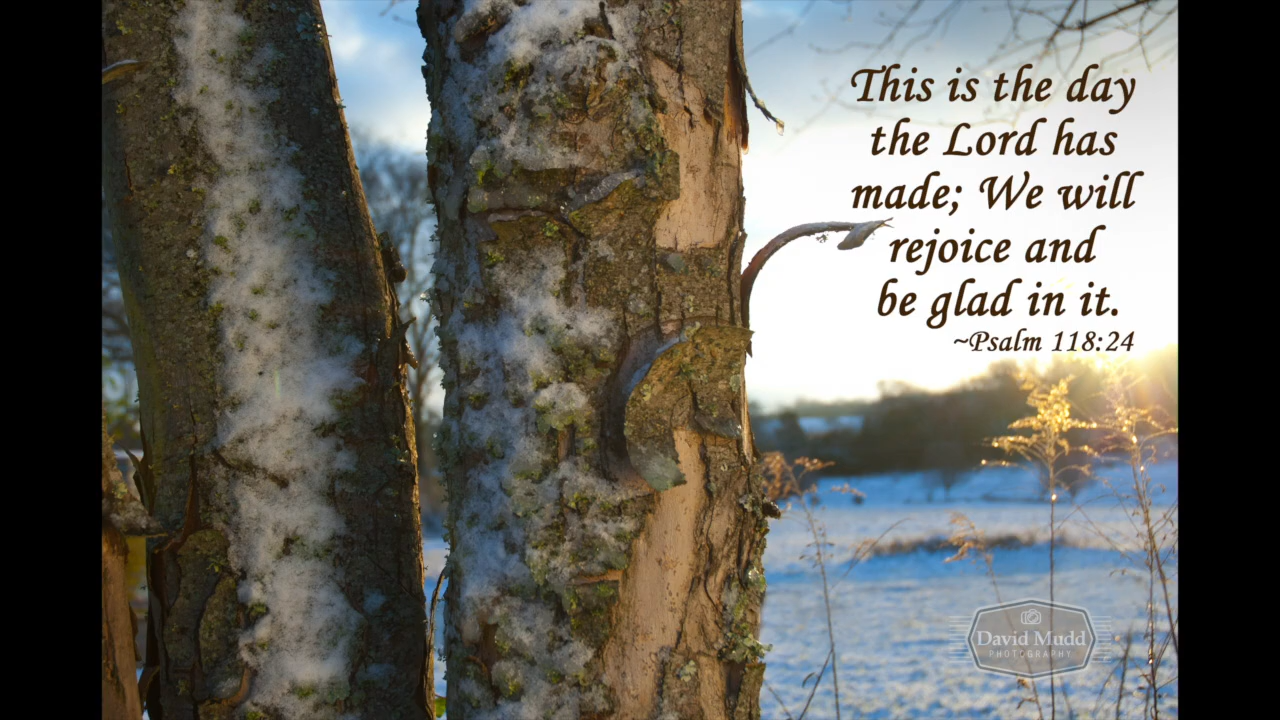 This is the day
the Lord has
made; We will
rejoice and
be glad in it.
~Psalm 118:24
David Mudd
PHOTOGRAPHY